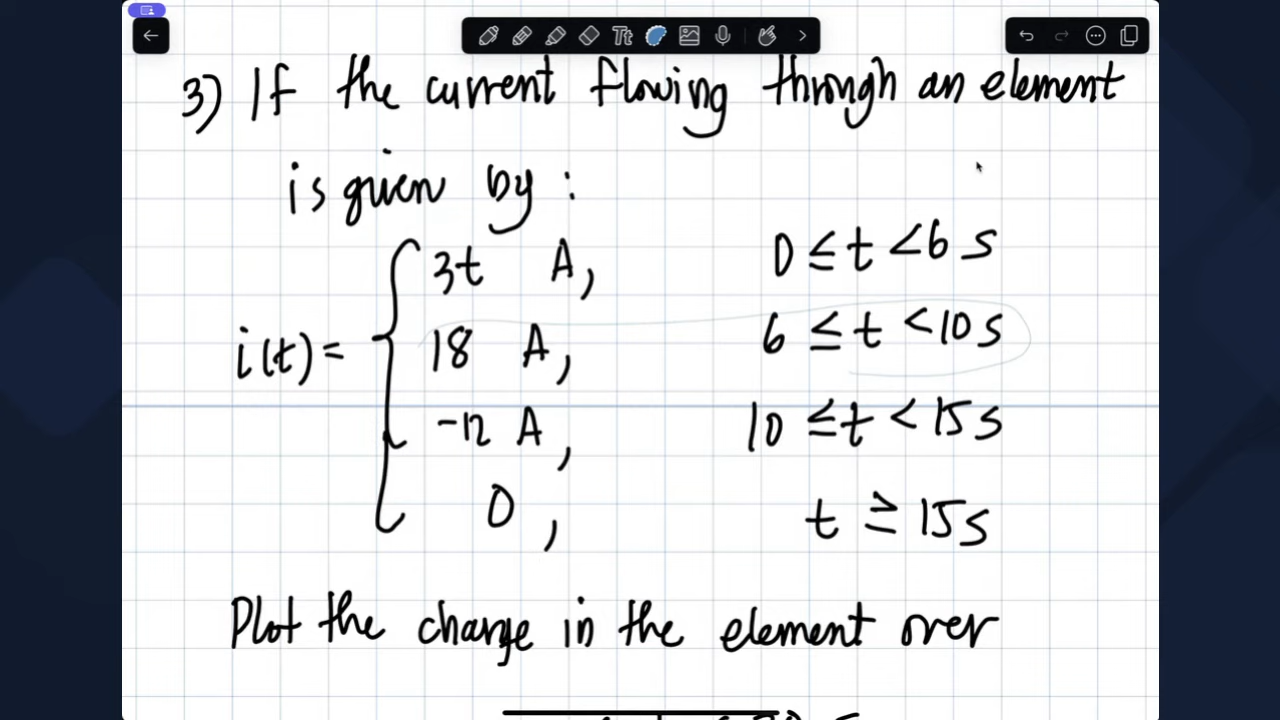 3) If the current flowing through an element
is given by :
3t A, 0 ≤ t < 6 s
18 A, 6 ≤ t < 10 s
i(t) =
-12 A, 10 ≤ t < 15 s
0 , t ≥ 15 s
Plot the charge in the element over